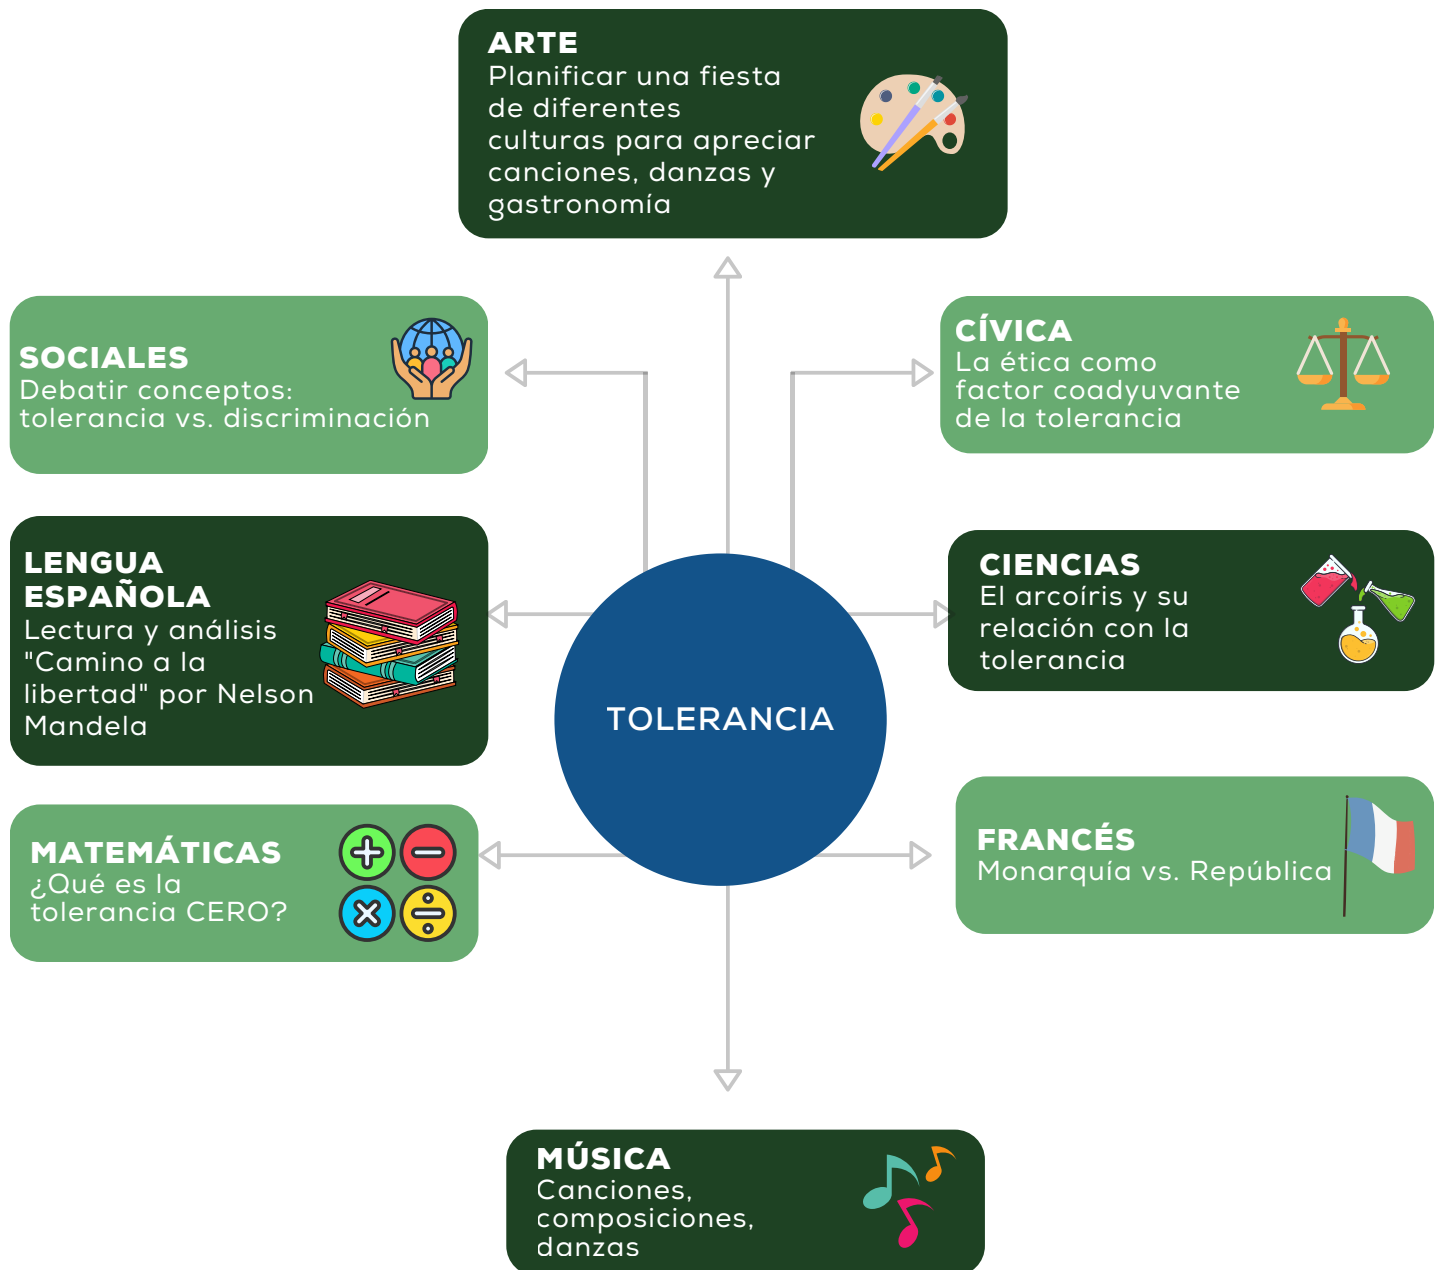 ARTE
Planificar una fiesta
de diferentes
culturas para apreciar
canciones, danzas y
gastronomía
SOCIALES
Debatir conceptos:
tolerancia vs. discriminación
CÍVICA
La ética como
factor coadyuvante
de la tolerancia
LENGUA
ESPAÑOLA
Lectura y análisis
"Camino a la
libertad" por Nelson
Mandela
CIENCIAS
El arcoíris y su
relación con la
tolerancia
TOLERANCIA
MATEMÁTICAS
¿Qué es la
tolerancia CERO?
FRANCÉS
Monarquía vs. República
MÚSICA
Canciones,
composiciones,
danzas